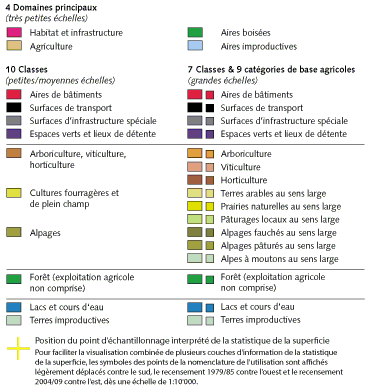 4 Domaines principaux
(très petites échelles)
Habitat et infrastructure
Aires boisées
Agriculture
Aires improductives
10 Classes
(petites/moyennes échelles)
7 Classes & 9 catégories de base agricoles
(grandes échelles)
Aires de bâtiments
Aires de bâtiments
Surfaces de transport
Surfaces de transport
Surfaces d'infrastructure spéciale
Surfaces d'infrastructure spéciale
Espaces verts et lieux de détente
Espaces verts et lieux de détente
Arboriculture, viticulture,
horticulture
Arboriculture
Viticulture
Horticulture
Cultures fourragères et
de plein champ
Terres arables au sens large
Prairies naturelles au sens large
Pâturages locaux au sens large
Alpages
Alpages fauchés au sens large
Alpages pâturés au sens large
Alpes à moutons au sens large
Forêt (exploitation agricole
non comprise)
Forêt (exploitation agricole
non comprise)
Lacs et cours d'eau
Lacs et cours d'eau
Terres improductives
Terres improductives
Position du point d'échantillonnage interprété de la statistique de la superficie
Pour faciliter la visualisation combinée de plusieurs couches d'information de la statistique
de la superficie, les symboles des points de la nomenclature de l'utilistion sont affichés
légèrement déplacés contre le sud, le recensement 1979/85 contre l'ouest et le recensement
2004/09 contre l'est, dès une échelle de 1:10'000.